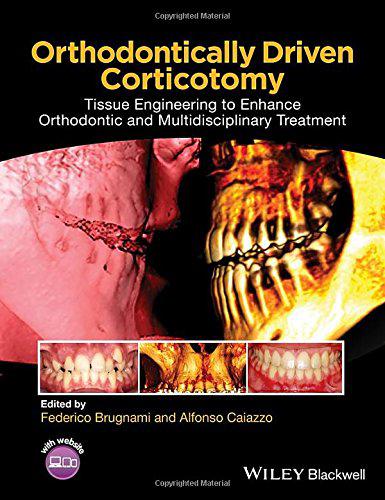 Copyrighted Material
Orthodontically Driven
Corticotomy
Tissue Engineering to Enhance
Orthodontic and Multidisciplinary Treatment
Edited by
Federico Brugnami and Alfonso Caiazzo
with website
WILEY Blackwell
Copyrighted Material